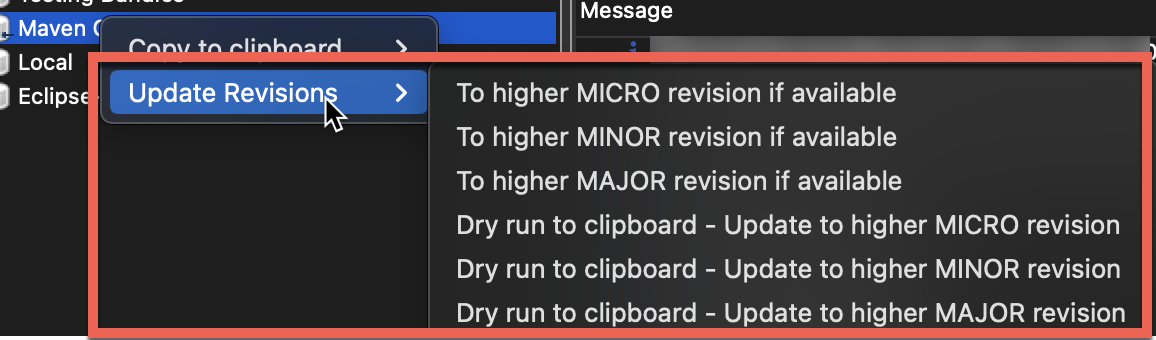 Testing Bundles
Maven C
Local
Eclipse-
Message
Copy to clipboard
Update Revisions
To higher MICRO revision if available
To higher MINOR revision if available
To higher MAJOR revision if available
Dry run to clipboard - Update to higher MICRO revision
Dry run to clipboard - Update to higher MINOR revision
Dry run to clipboard - Update to higher MAJOR revision